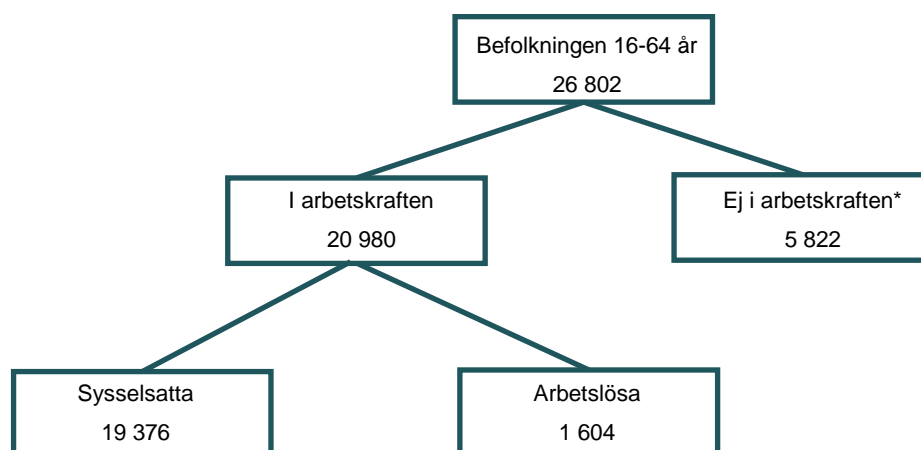 Befolkningen 16-64 år
26 802
I arbetskraften
20 980
Ej i arbetskraften*
5 822
Sysselsatta
19 376
Arbetslösa
1 604